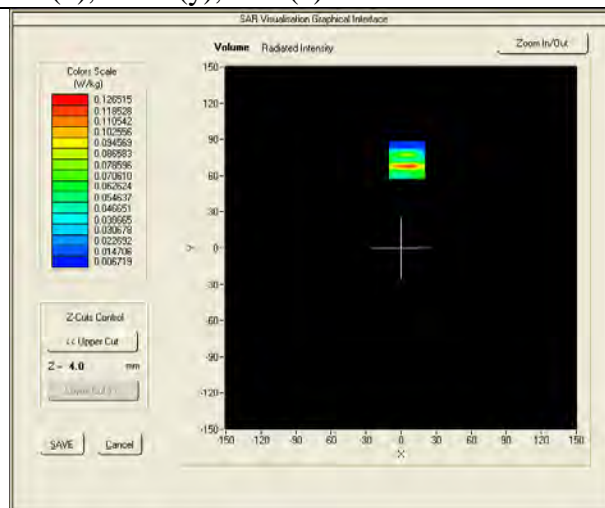 SAR Visualisation Graphical Interface
Volume Radiated Intensity
Zoom In/Out
Colors Scale
(W/kg)
0.126515
0.118528
0.110542
0.102556
0.094569
0.086583
0.078596
0.070610
0.062624
0.054637
0.046651
0.038665
0.030678
0.022692
0.014706
0.006719
150
120
90
60
30
0
-30
-60
-90
-120
-150
Y
-150 -120 -90 -60 -30 0 30 60 90 120 150
X
Z-Cuts Control
<< Upper Cut
Z = 4.0 mm
SAVE Cancel